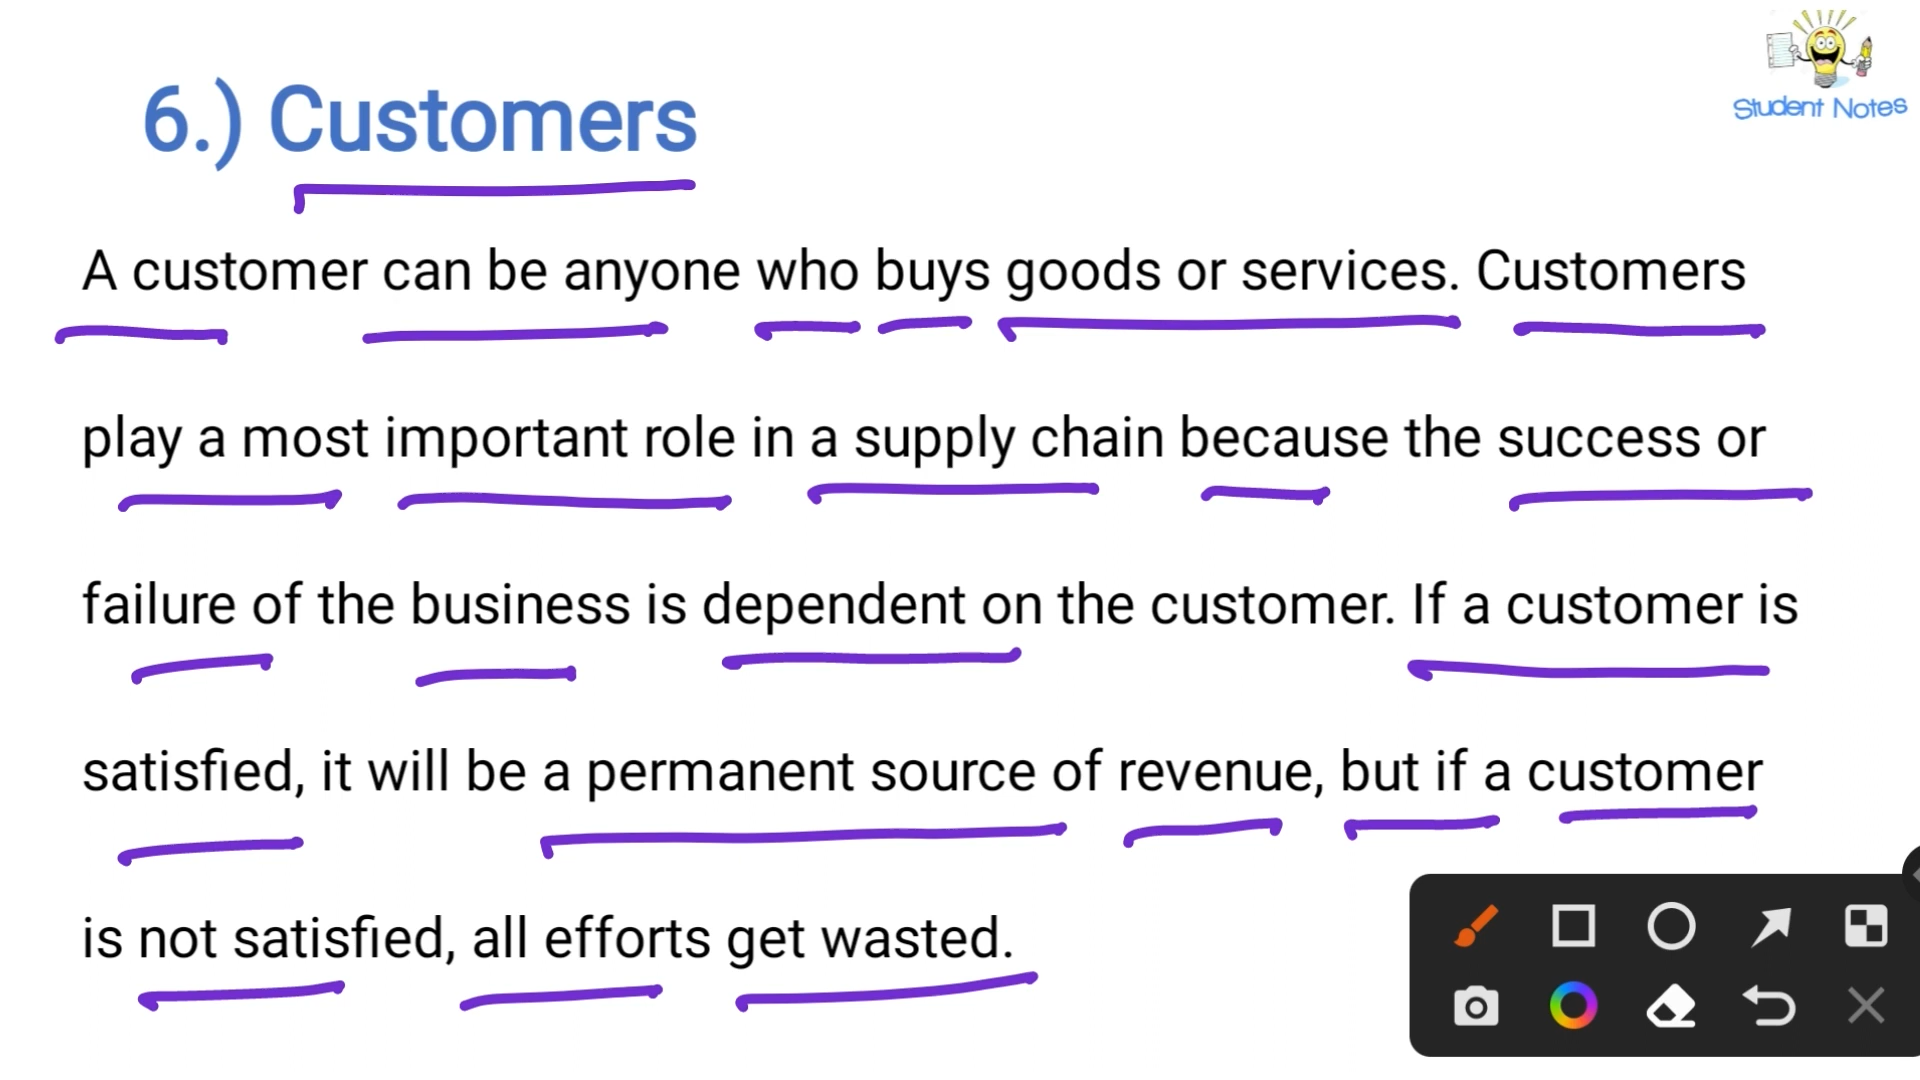 Student Notes
6.) Customers
A customer can be anyone who buys goods or services. Customers
play a most important role in a supply chain because the success or
failure of the business is dependent on the customer. If a customer is
satisfied, it will be a permanent source of revenue, but if a customer
is not satisfied, all efforts get wasted.